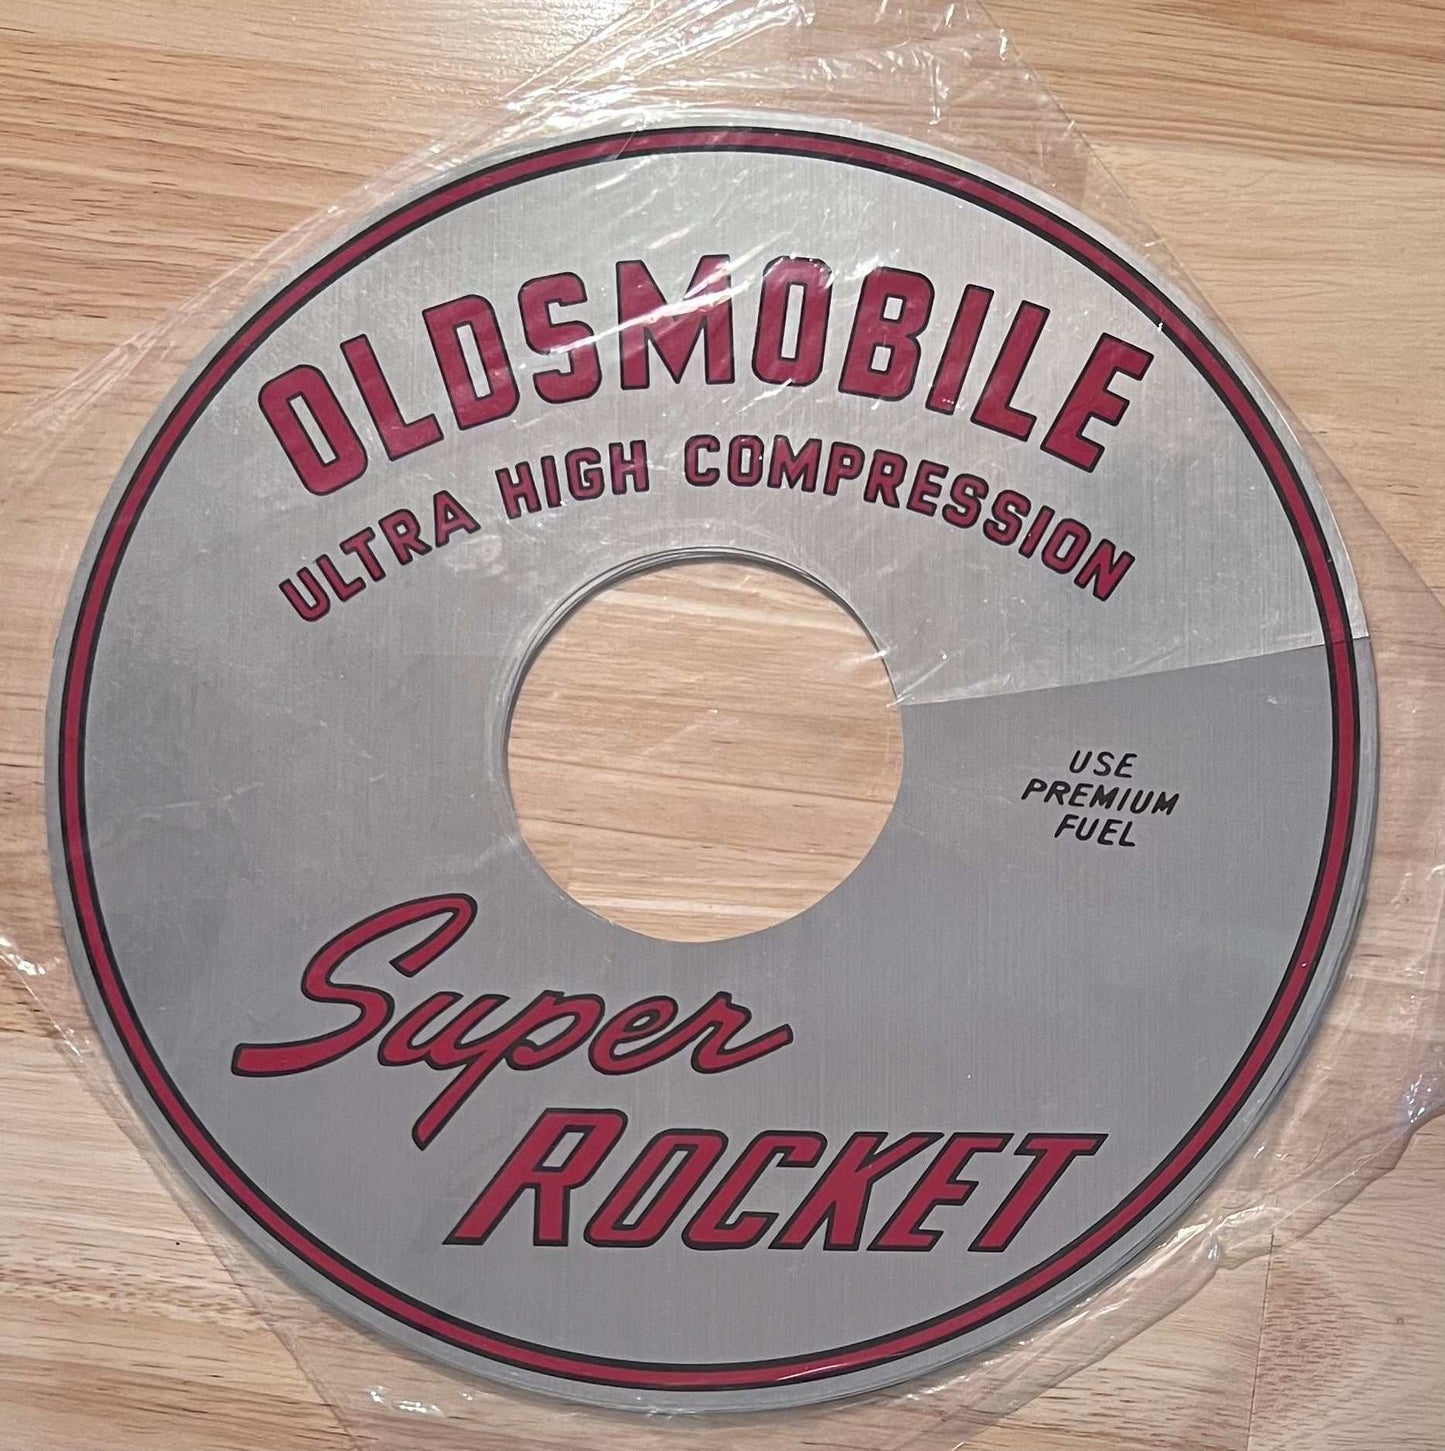 OLDSMOBILE
ULTRA HIGH COMPRESSION
USE
PREMIUM
FUEL
Super
ROCKET